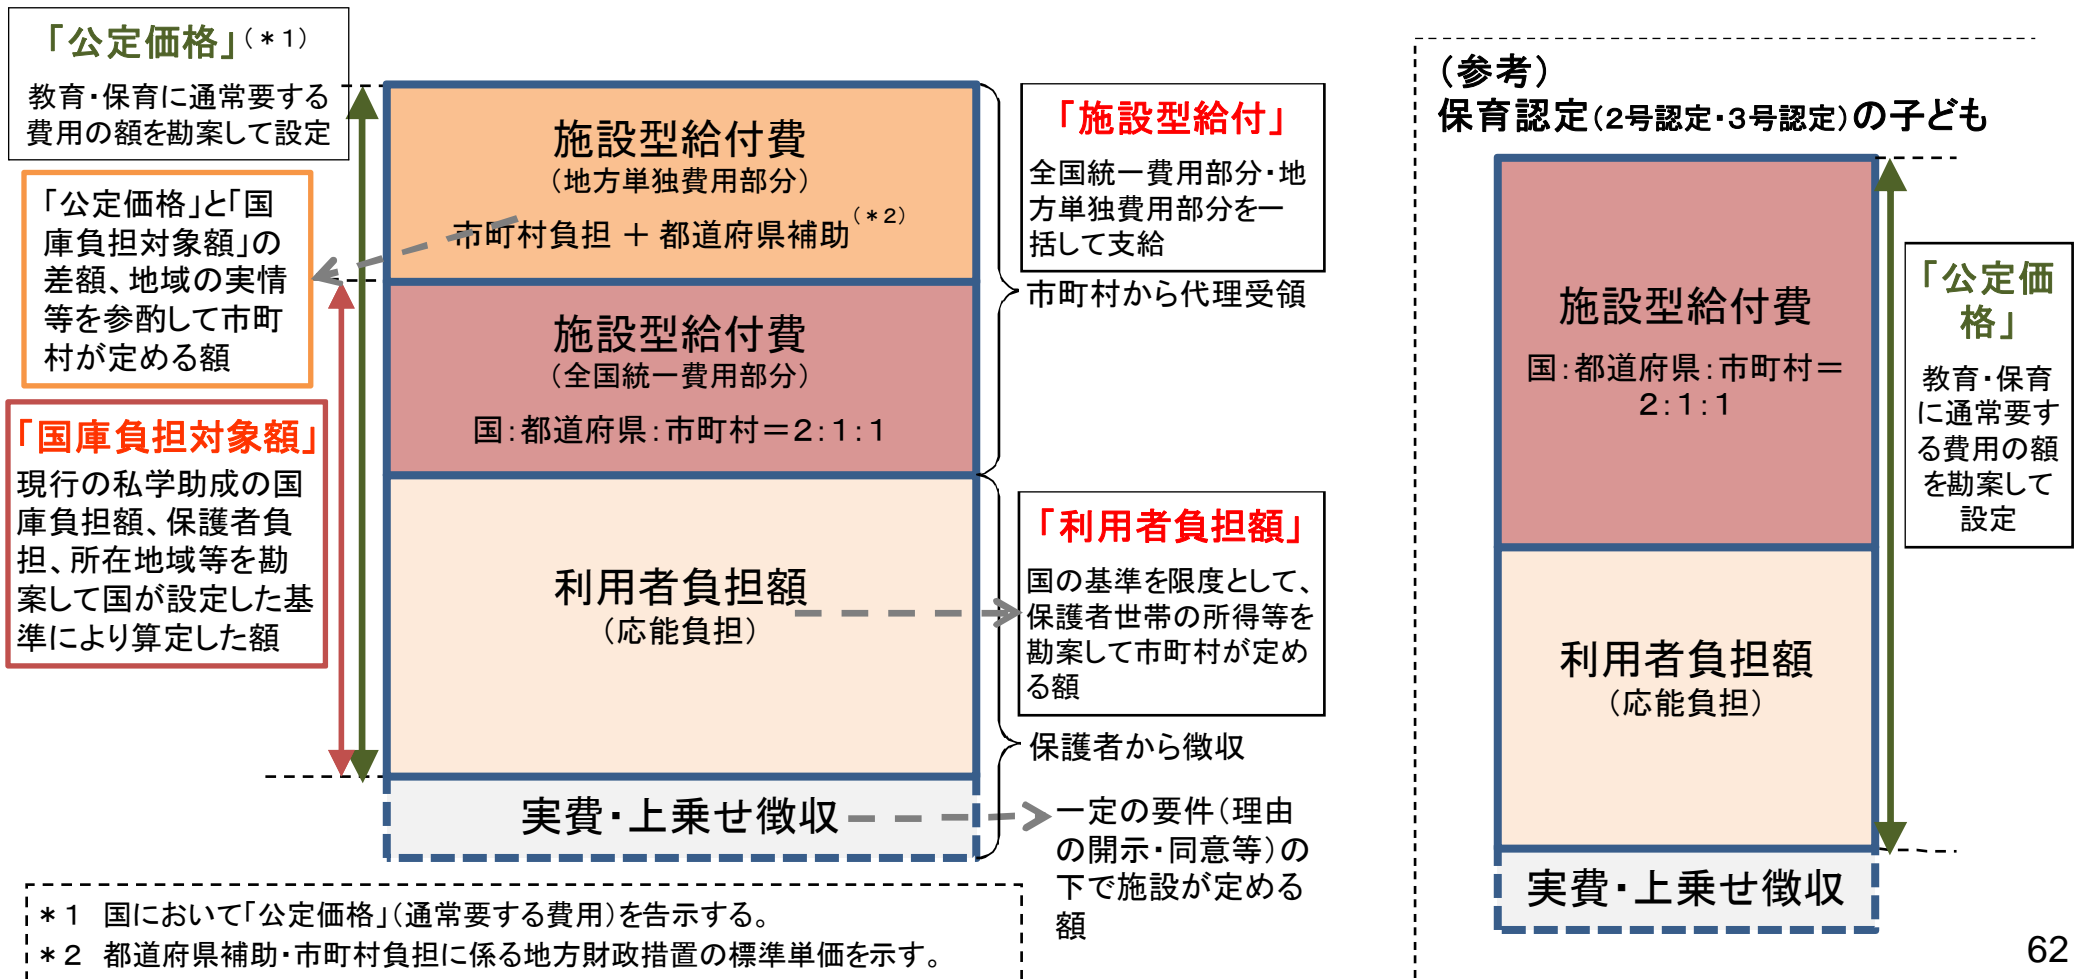 「公定価格」(＊1)
教育・保育に通常要する
費用の額を勘案して設定
「公定価格」と「国
庫負担対象額」の
差額、地域の実情
等を参酌して市町
村が定める額
「国庫負担対象額」
現行の私学助成の国
庫負担額、保護者負
担、所在地域等を勘
案して国が設定した基
準により算定した額
施設型給付費
（地方単独費用部分）
市町村負担 ＋ 都道府県補助(＊2)
施設型給付費
（全国統一費用部分）
国：都道府県：市町村＝2：1：1
利用者負担額
（応能負担）
実費・上乗せ徴収
「施設型給付」
全国統一費用部分・地
方単独費用部分を一
括して支給
市町村から代理受領
「利用者負担額」
国の基準を限度として、
保護者世帯の所得等を
勘案して市町村が定め
る額
保護者から徴収
一定の要件（理由
の開示・同意等）の
下で施設が定める
額
＊1 国において「公定価格」（通常要する費用）を告示する。
＊2 都道府県補助・市町村負担に係る地方財政措置の標準単価を示す。
（参考）
保育認定（2号認定・3号認定）の子ども
施設型給付費
国：都道府県：市町村＝
2：1：1
利用者負担額
（応能負担）
実費・上乗せ徴収
「公定価
格」
教育・保育
に通常要す
る費用の額
を勘案して
設定
62